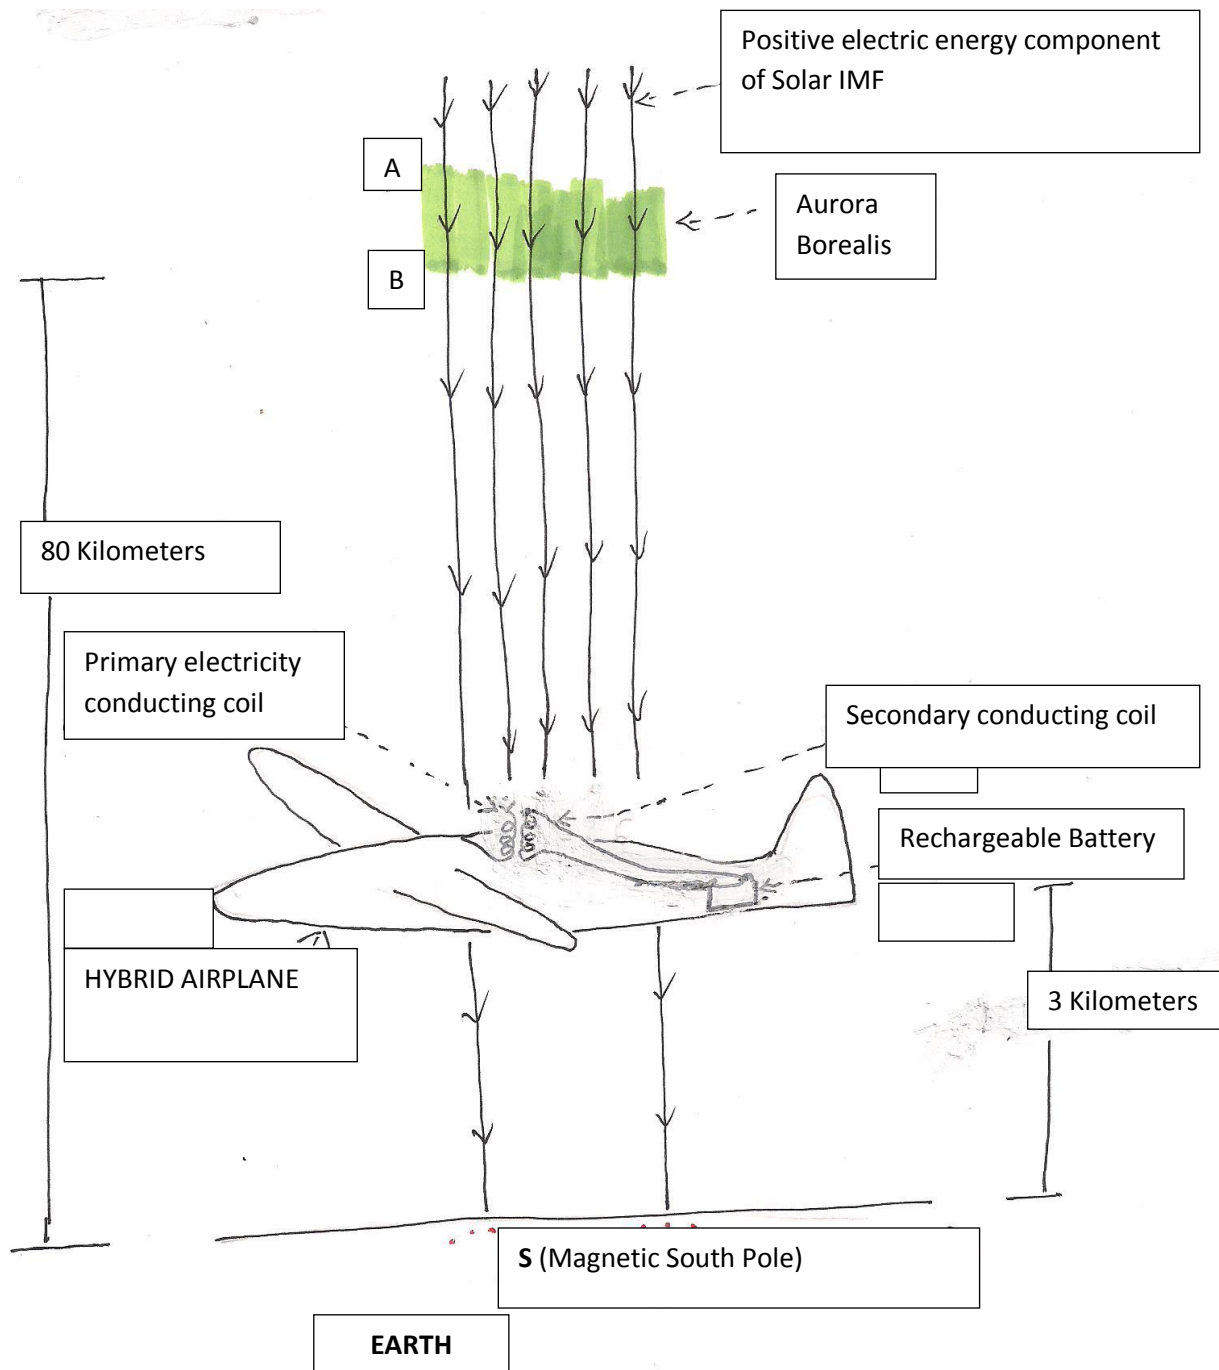 Positive electric energy component
of Solar IMF
A
Aurora
Borealis
B
80 Kilometers
Primary electricity
conducting coil
Secondary conducting coil
Rechargeable Battery
HYBRID AIRPLANE
3 Kilometers
S (Magnetic South Pole)
EARTH